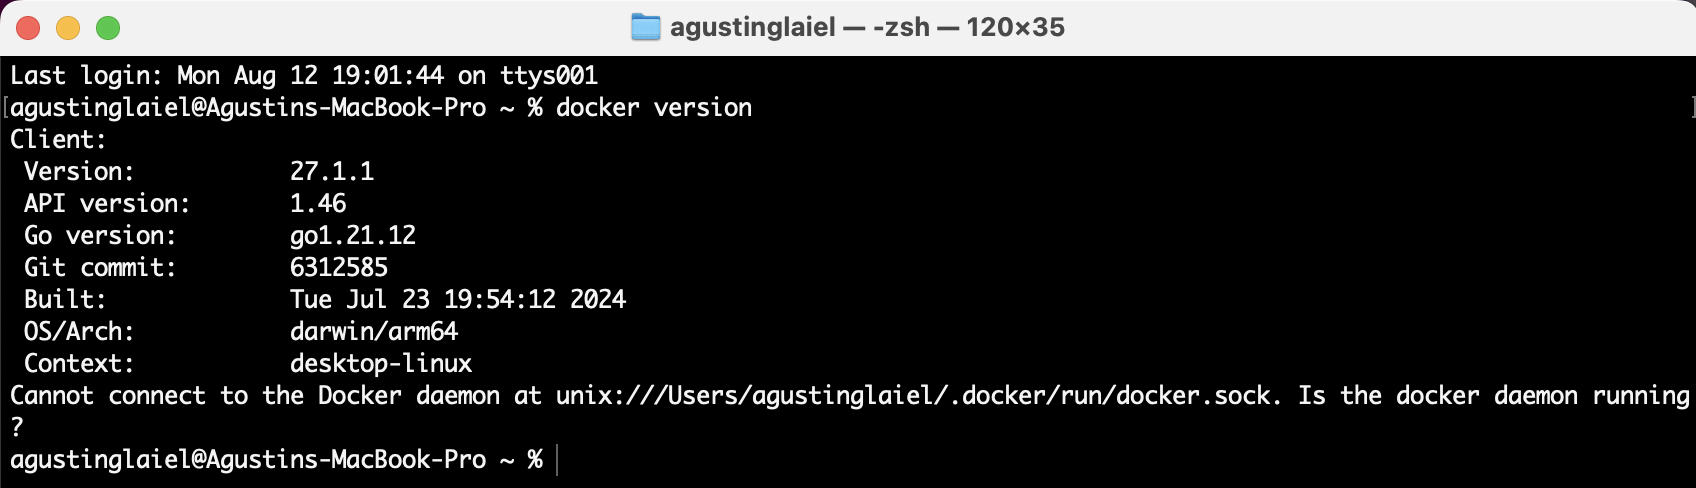 agustinglaiel — -zsh — 120×35
Last login: Mon Aug 12 19:01:44 on ttys001
[agustinglaiel@Agustins-MacBook-Pro ~ % docker version ]
Client:
 Version:           27.1.1
 API version:       1.46
 Go version:        go1.21.12
 Git commit:        6312585
 Built:             Tue Jul 23 19:54:12 2024
 OS/Arch:           darwin/arm64
 Context:           desktop-linux
Cannot connect to the Docker daemon at unix:///Users/agustinglaiel/.docker/run/docker.sock. Is the docker daemon running
?
agustinglaiel@Agustins-MacBook-Pro ~ %